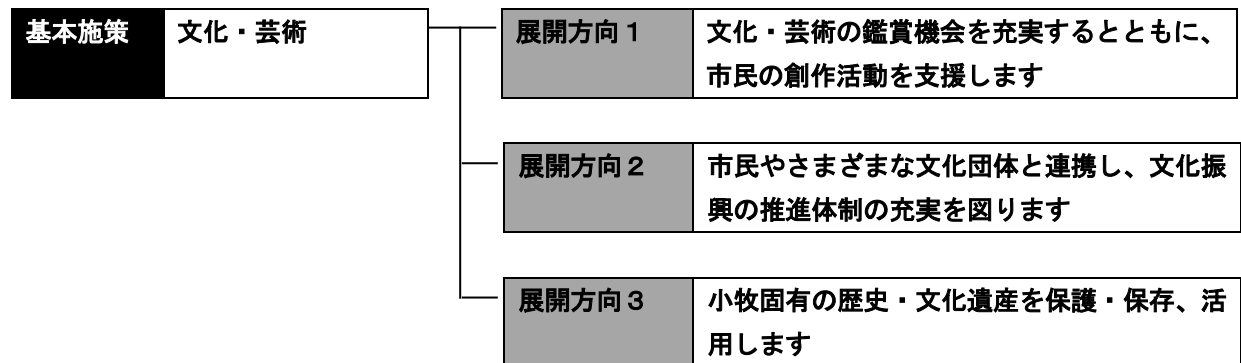 基本施策 文化・芸術
展開方向１ 文化・芸術の鑑賞機会を充実するとともに、
市民の創作活動を支援します
展開方向２ 市民やさまざまな文化団体と連携し、文化振
興の推進体制の充実を図ります
展開方向３ 小牧固有の歴史・文化遺産を保護・保存、活
用します